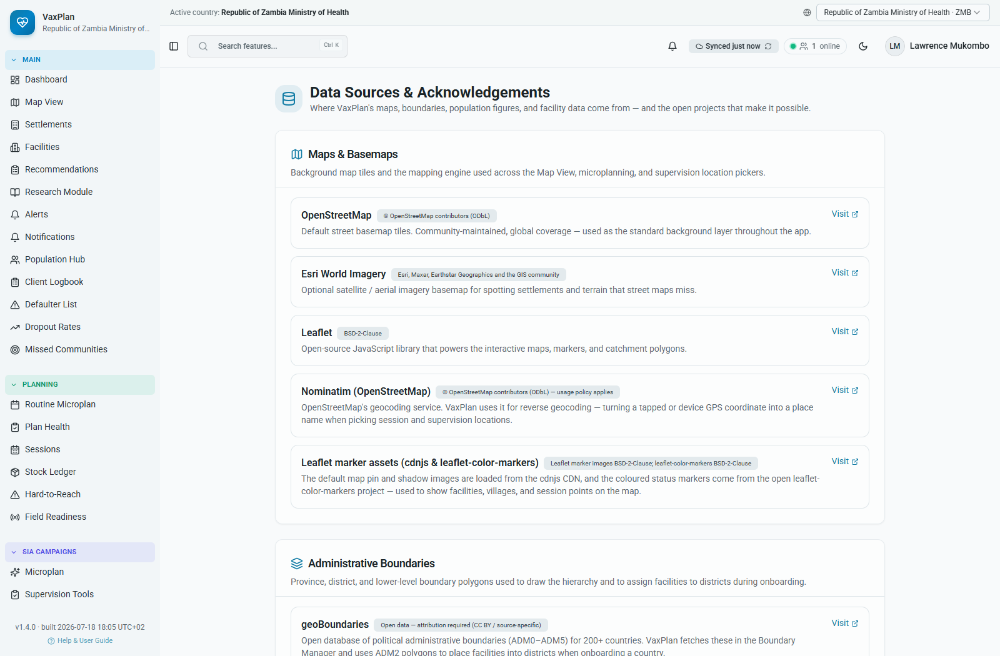 VaxPlan
Republic of Zambia Ministry of...
MAIN
Dashboard
Map View
Settlements
Facilities
Recommendations
Research Module
Alerts
Notifications
Population Hub
Client Logbook
Defaulter List
Dropout Rates
Missed Communities
PLANNING
Routine Microplan
Plan Health
Sessions
Stock Ledger
Hard-to-Reach
Field Readiness
SIA CAMPAIGNS
Microplan
Supervision Tools
v1.4.0 · built 2026-07-18 18:05 UTC+02
Help & User Guide
Active country: Republic of Zambia Ministry of Health
Republic of Zambia Ministry of Health · ZMB
Search features...
Ctrl K
Synced just now
1 online
LM
Lawrence Mukombo
Data Sources & Acknowledgements
Where VaxPlan's maps, boundaries, population figures, and facility data come from — and the open projects that make it possible.
Maps & Basemaps
Background map tiles and the mapping engine used across the Map View, microplanning, and supervision location pickers.
OpenStreetMap © OpenStreetMap contributors (ODbL)
Visit
Default street basemap tiles. Community-maintained, global coverage — used as the standard background layer throughout the app.
Esri World Imagery Esri, Maxar, Earthstar Geographics and the GIS community
Visit
Optional satellite / aerial imagery basemap for spotting settlements and terrain that street maps miss.
Leaflet BSD-2-Clause
Visit
Open-source JavaScript library that powers the interactive maps, markers, and catchment polygons.
Nominatim (OpenStreetMap) © OpenStreetMap contributors (ODbL) — usage policy applies
Visit
OpenStreetMap's geocoding service. VaxPlan uses it for reverse geocoding — turning a tapped or device GPS coordinate into a place
name when picking session and supervision locations.
Leaflet marker assets (cdnjs & leaflet-color-markers) Leaflet marker images BSD-2-Clause; leaflet-color-markers BSD-2-Clause
Visit
The default map pin and shadow images are loaded from the cdnjs CDN, and the coloured status markers come from the open leaflet-
color-markers project — used to show facilities, villages, and session points on the map.
Administrative Boundaries
Province, district, and lower-level boundary polygons used to draw the hierarchy and to assign facilities to districts during onboarding.
geoBoundaries Open data — attribution required (CC BY / source-specific)
Visit
Open database of political administrative boundaries (ADM0–ADM5) for 200+ countries. VaxPlan fetches these in the Boundary
Manager and uses ADM2 polygons to place facilities into districts when onboarding a country.